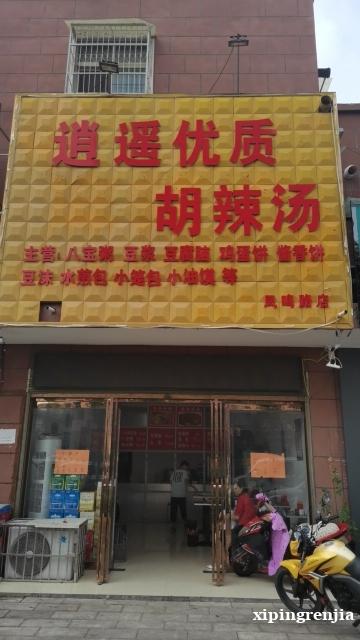 逍遥优质
胡辣汤
主营:八宝粥 豆浆 豆腐脑 鸡蛋饼 酱香饼
豆沫 水煎包 小笼包 小油馍 等
凤鸣路店
xipingrenjia